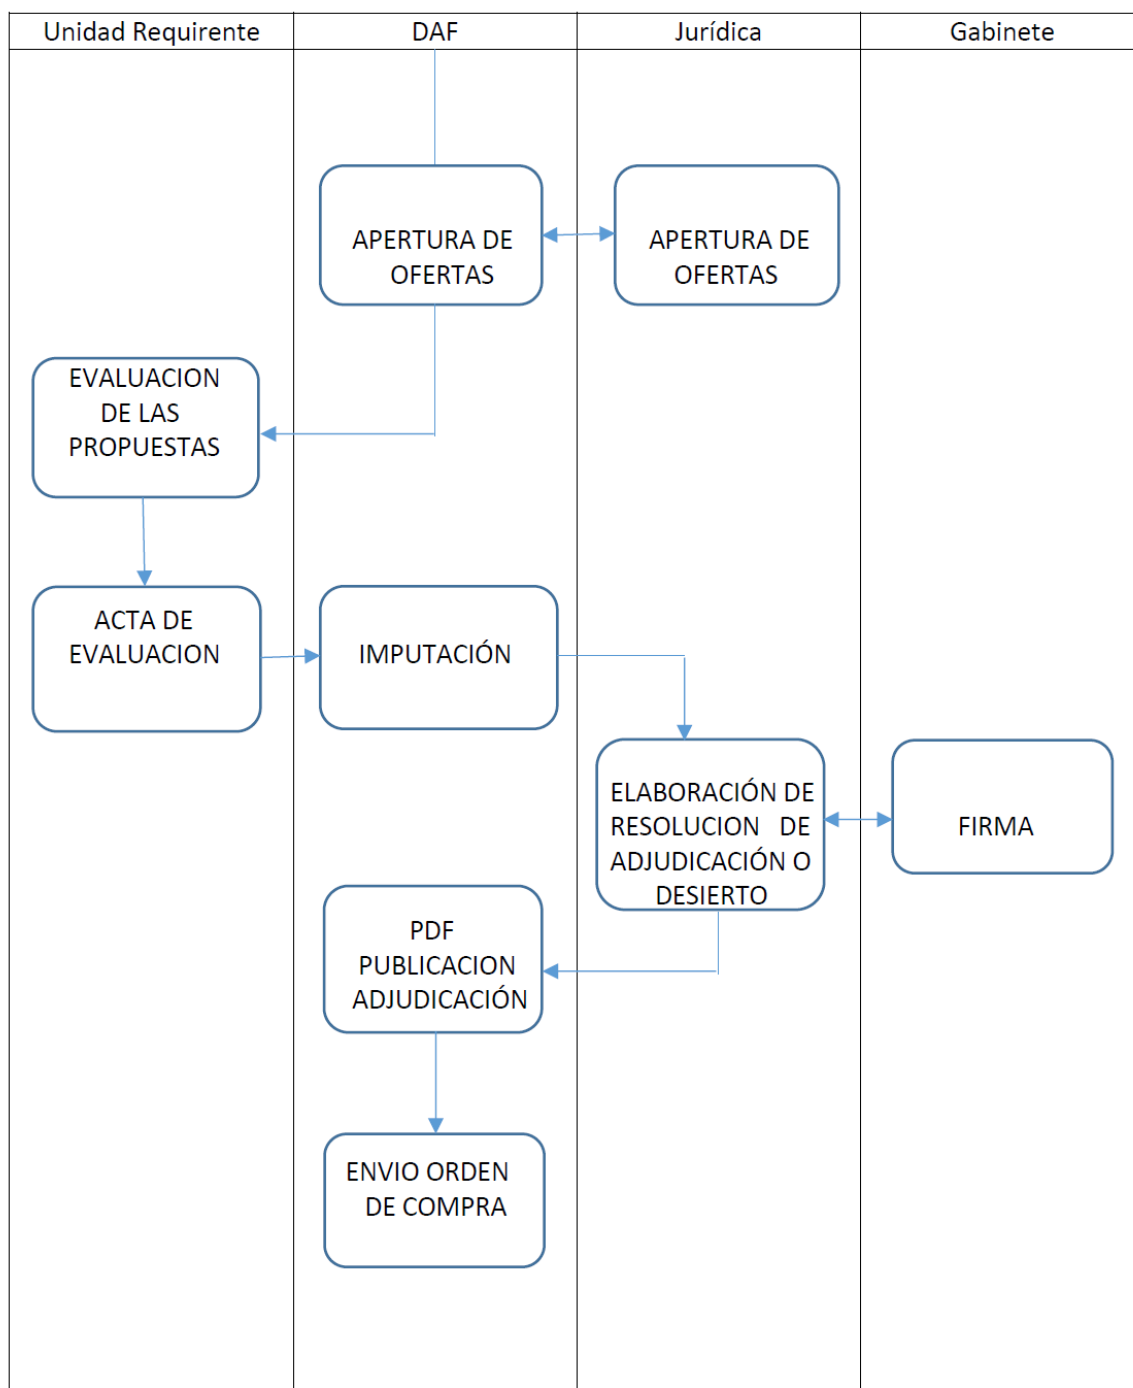 Unidad Requirente
DAF
Jurídica
Gabinete
APERTURA DE
OFERTAS
APERTURA DE
OFERTAS
EVALUACION
DE LAS
PROPUESTAS
ACTA DE
EVALUACION
IMPUTACIÓN
ELABORACIÓN DE
RESOLUCION DE
ADJUDICACIÓN O
DESIERTO
FIRMA
PDF
PUBLICACION
ADJUDICACIÓN
ENVIO ORDEN
DE COMPRA